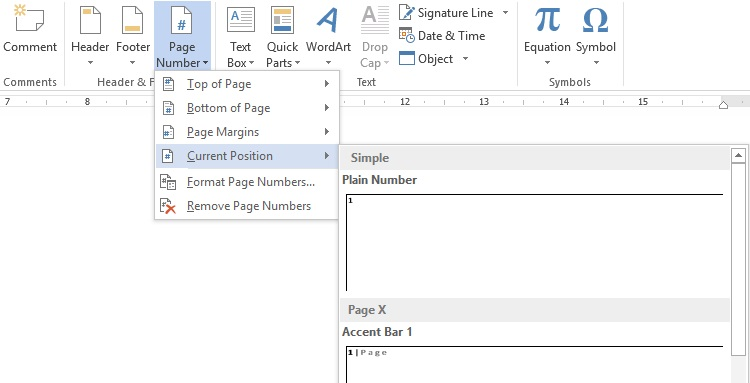 Comment
Header
Footer
Page
Number
Text
Box
Quick
Parts
WordArt
Drop
Cap
Signature Line
Date & Time
Object
Equation
Symbol
Comments
Header & F
Text
Symbols
7 8 12 13 14 15
Top of Page
Bottom of Page
Page Margins
Current Position
Format Page Numbers...
Remove Page Numbers
Simple
Plain Number
1
Page X
Accent Bar 1
1 | Page